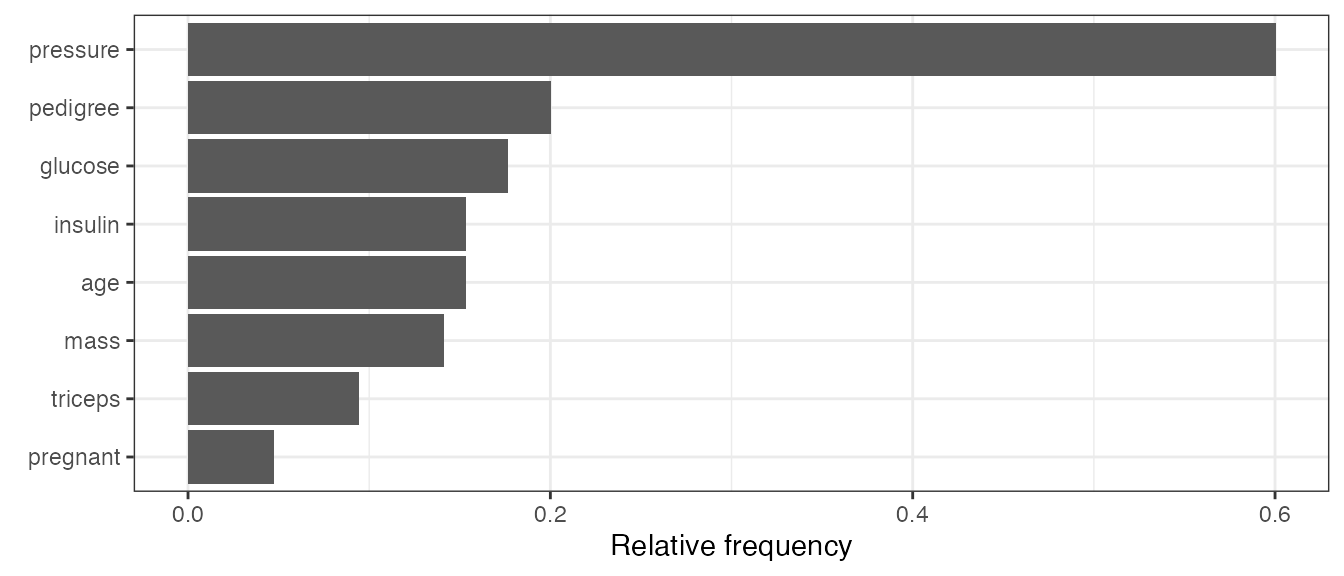 pressure
pedigree
glucose
insulin
age
mass
triceps
pregnant
0.0 0.2 0.4 0.6
Relative frequency